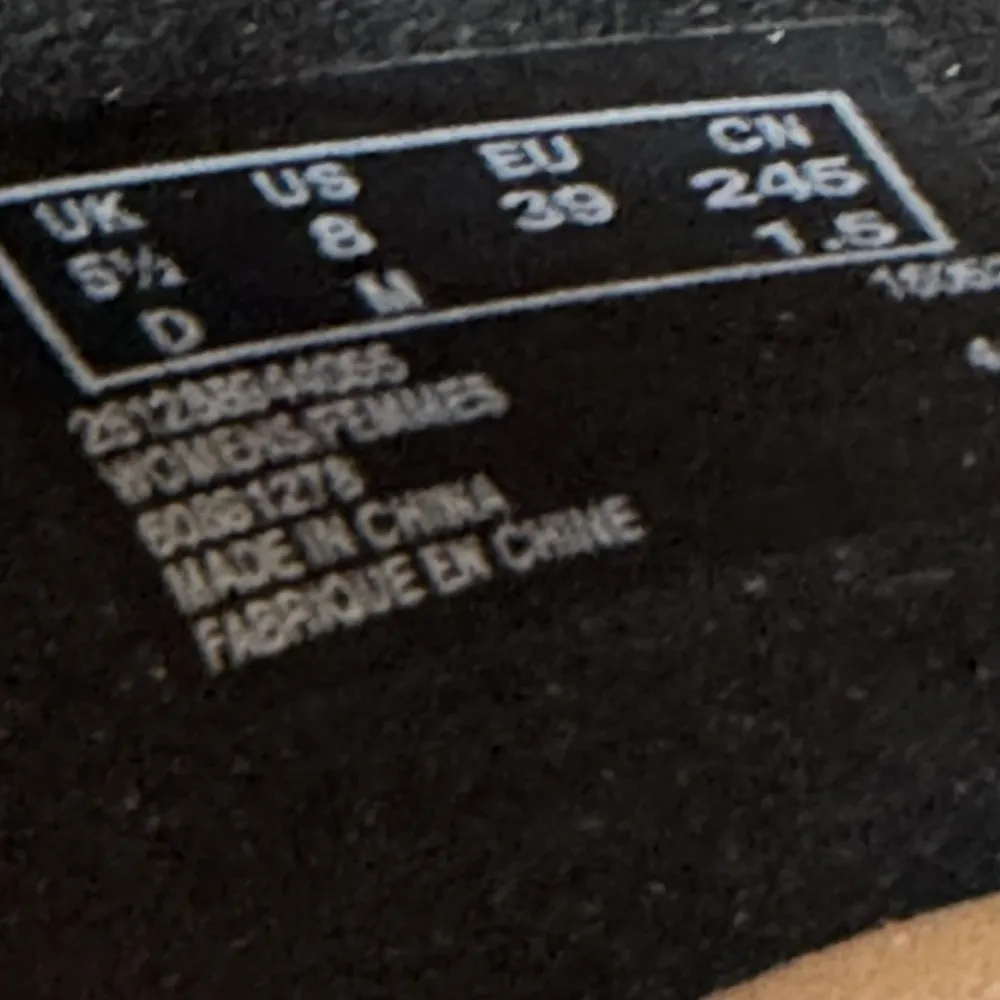 UK US EU CN
5½ 8 39 245
D M 1.5
WOMENS/FEMMES
MADE IN CHINA
FABRIQUE EN CHINE